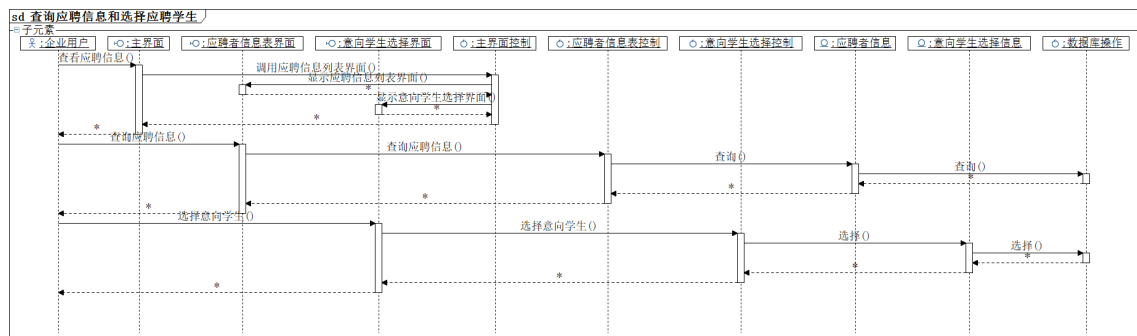 sd 查询应聘信息和选择应聘学生
子元素
:企业用户 :主界面 :应聘者信息表界面 :意向学生选择界面 :主界面控制 :应聘者信息表控制 :意向学生选择控制 :应聘者信息 :意向学生选择信息 :数据库操作
查看应聘信息()
调用应聘信息列表界面()
显示应聘信息列表界面()
*
显示意向学生选择界面()
*
*
*
查询应聘信息()
查询应聘信息()
查询()
查询()
*
*
*
*
选择意向学生()
选择意向学生()
选择()
选择()
*
*
*
*